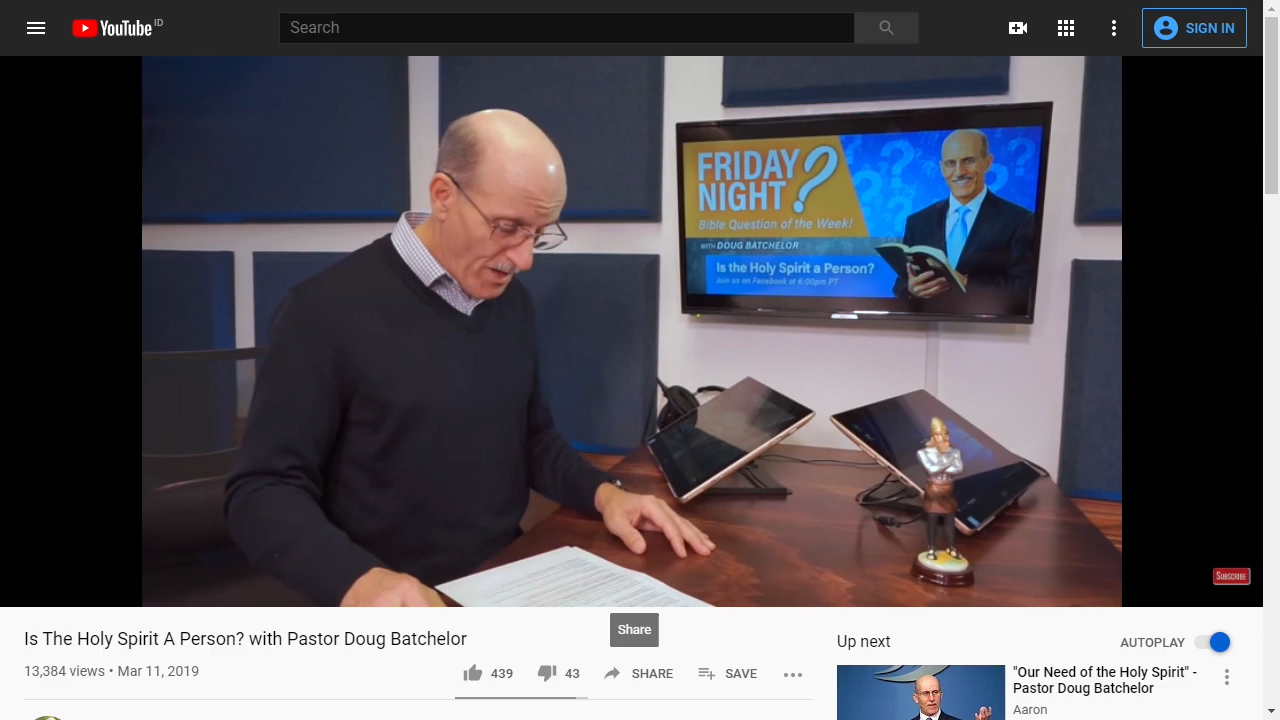 YouTube ID
Search
SIGN IN
FRIDAY
NIGHT ?
Bible Question of the Week!
WITH DOUG BATCHELOR
Is the Holy Spirit a Person?
Join us on Facebook at 6:00pm PT
SUBSCRIBE
Share
Is The Holy Spirit A Person? with Pastor Doug Batchelor
13,384 views • Mar 11, 2019
439
43
SHARE
SAVE
Up next
AUTOPLAY
"Our Need of the Holy Spirit" -
Pastor Doug Batchelor
Aaron